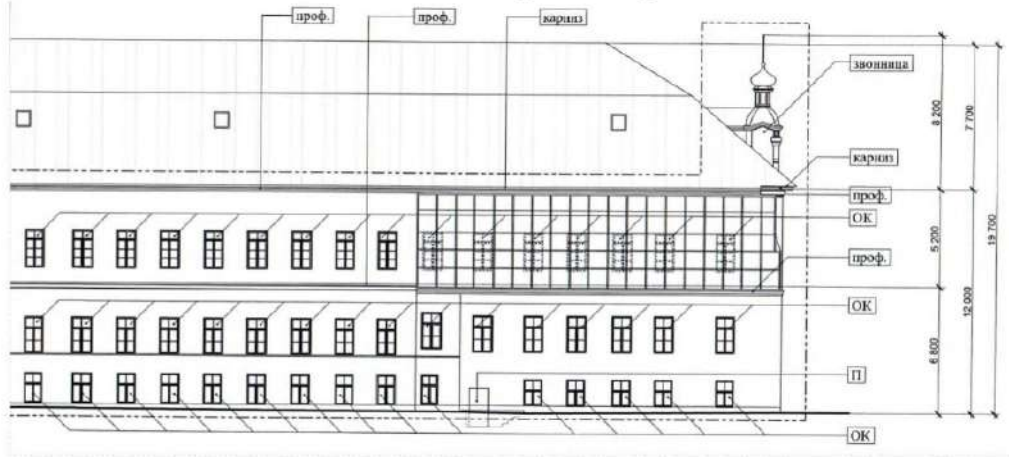 проф.
проф.
карниз
звонница
карниз
проф.
ОК
проф.
ОК
П
ОК
8 200
7 700
5 200
19 700
12 000
6 800